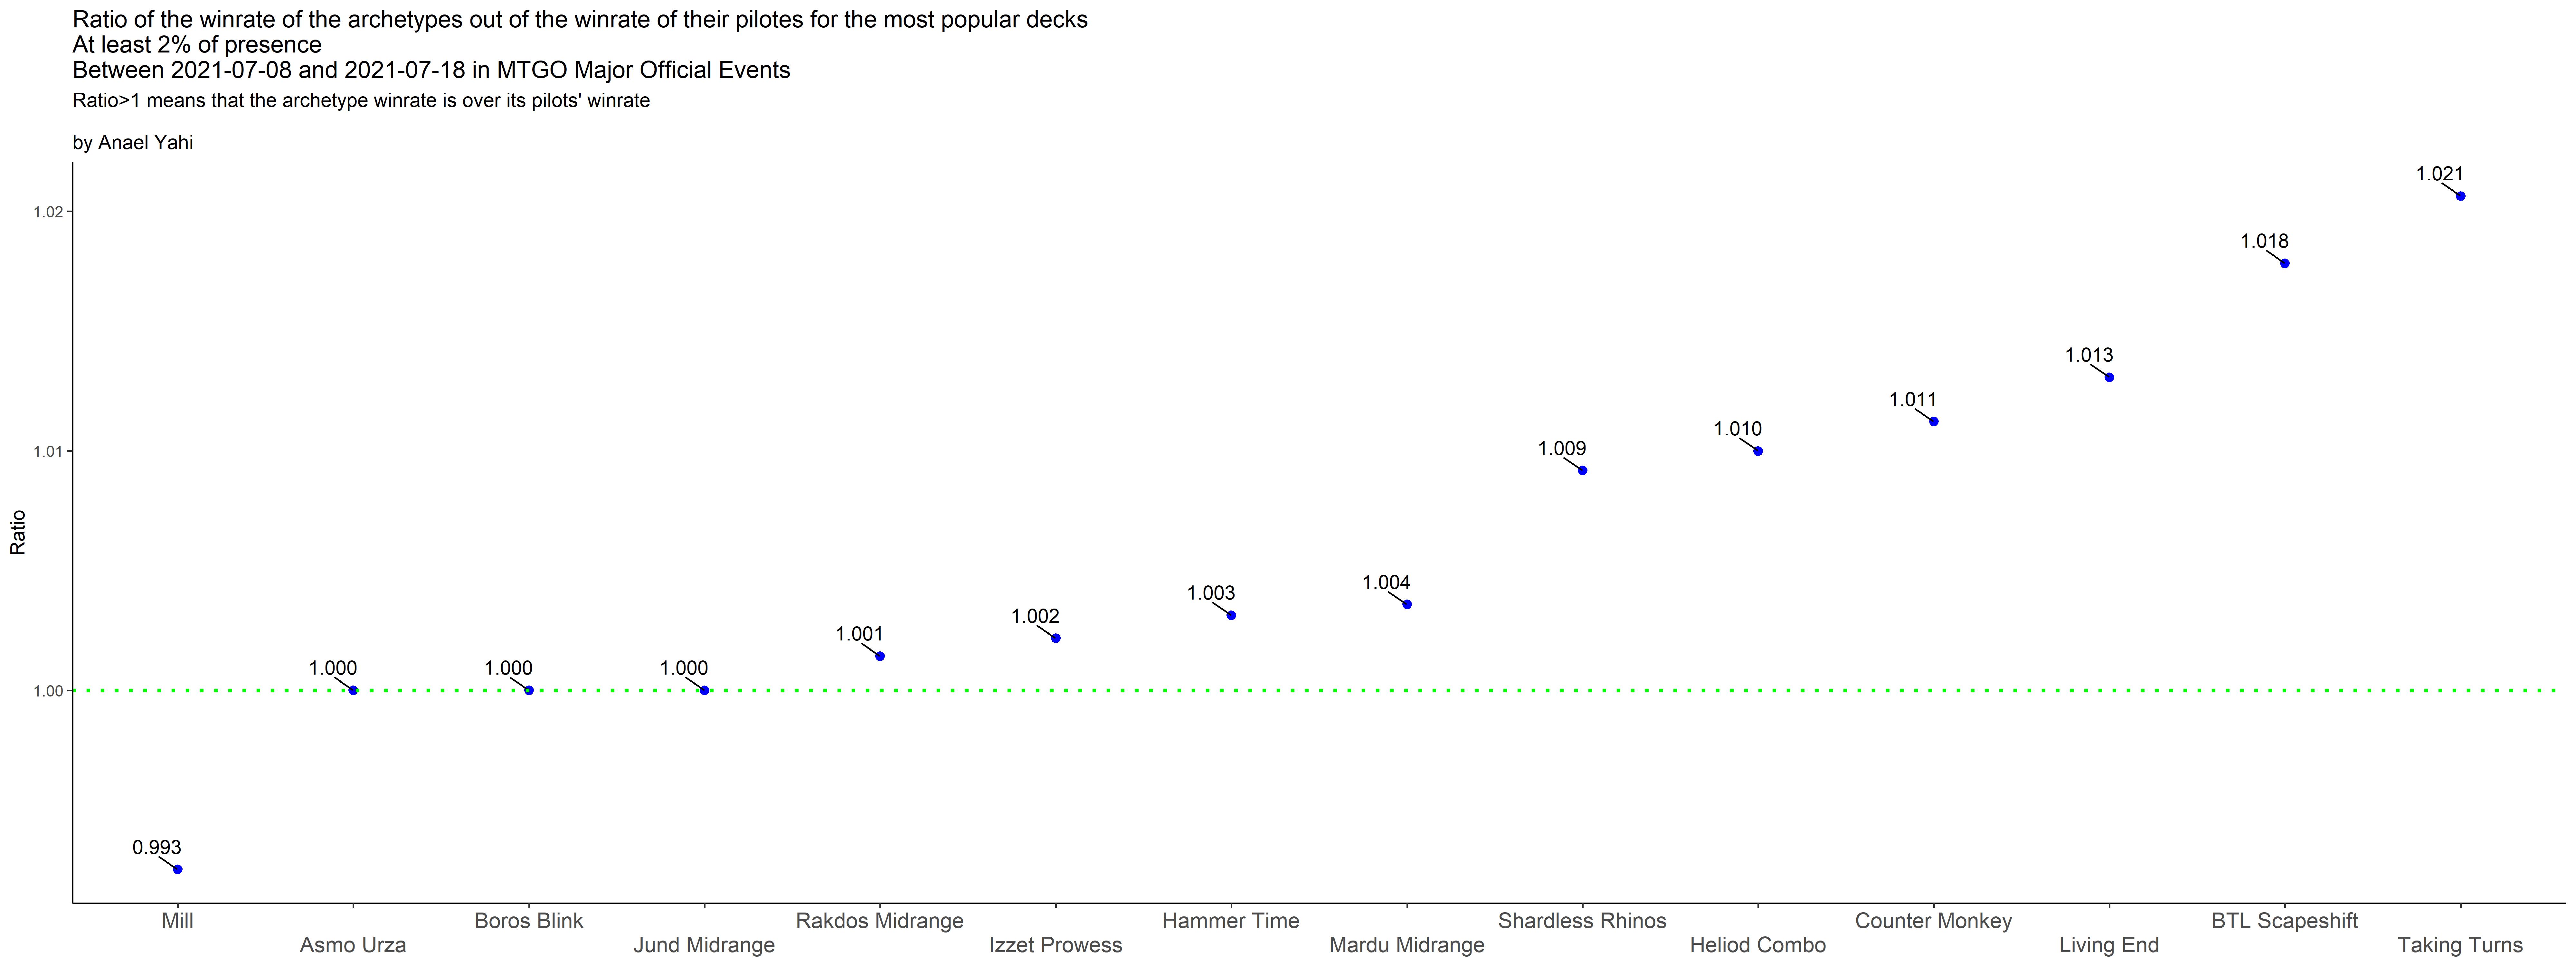 Ratio of the winrate of the archetypes out of the winrate of their pilotes for the most popular decks
At least 2% of presence
Between 2021-07-08 and 2021-07-18 in MTGO Major Official Events
Ratio>1 means that the archetype winrate is over its pilots' winrate
by Anael Yahi
1.021
1.02
1.018
1.013
1.011
1.010
1.009
1.01
Ratio
1.004
1.003
1.002
1.001
1.000
1.000
1.000
1.00
0.993
Mill
Asmo Urza
Boros Blink
Jund Midrange
Rakdos Midrange
Izzet Prowess
Hammer Time
Mardu Midrange
Shardless Rhinos
Heliod Combo
Counter Monkey
Living End
BTL Scapeshift
Taking Turns